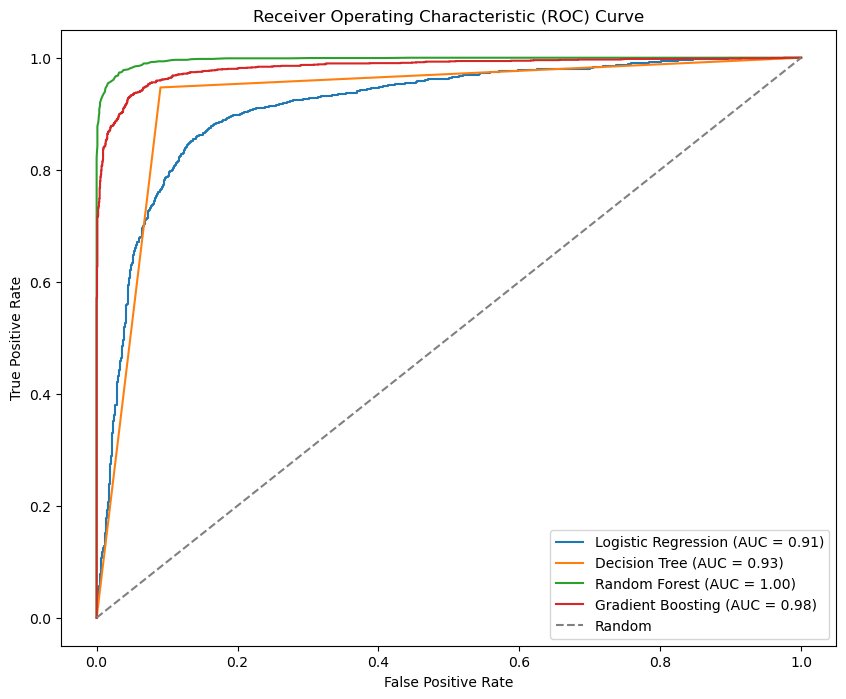 Receiver Operating Characteristic (ROC) Curve
True Positive Rate
1.0
0.8
0.6
0.4
0.2
0.0
Logistic Regression (AUC = 0.91)
Decision Tree (AUC = 0.93)
Random Forest (AUC = 1.00)
Gradient Boosting (AUC = 0.98)
Random
0.0 0.2 0.4 0.6 0.8 1.0
False Positive Rate